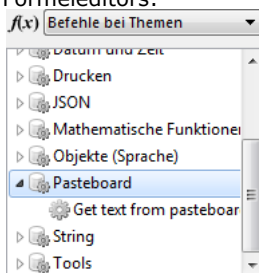 Formeleditors.
f(x) Befehle bei Themen
Datum und Zeit
Drucken
JSON
Mathematische Funktionen
Objekte (Sprache)
Pasteboard
Get text from pasteboar
String
Tools